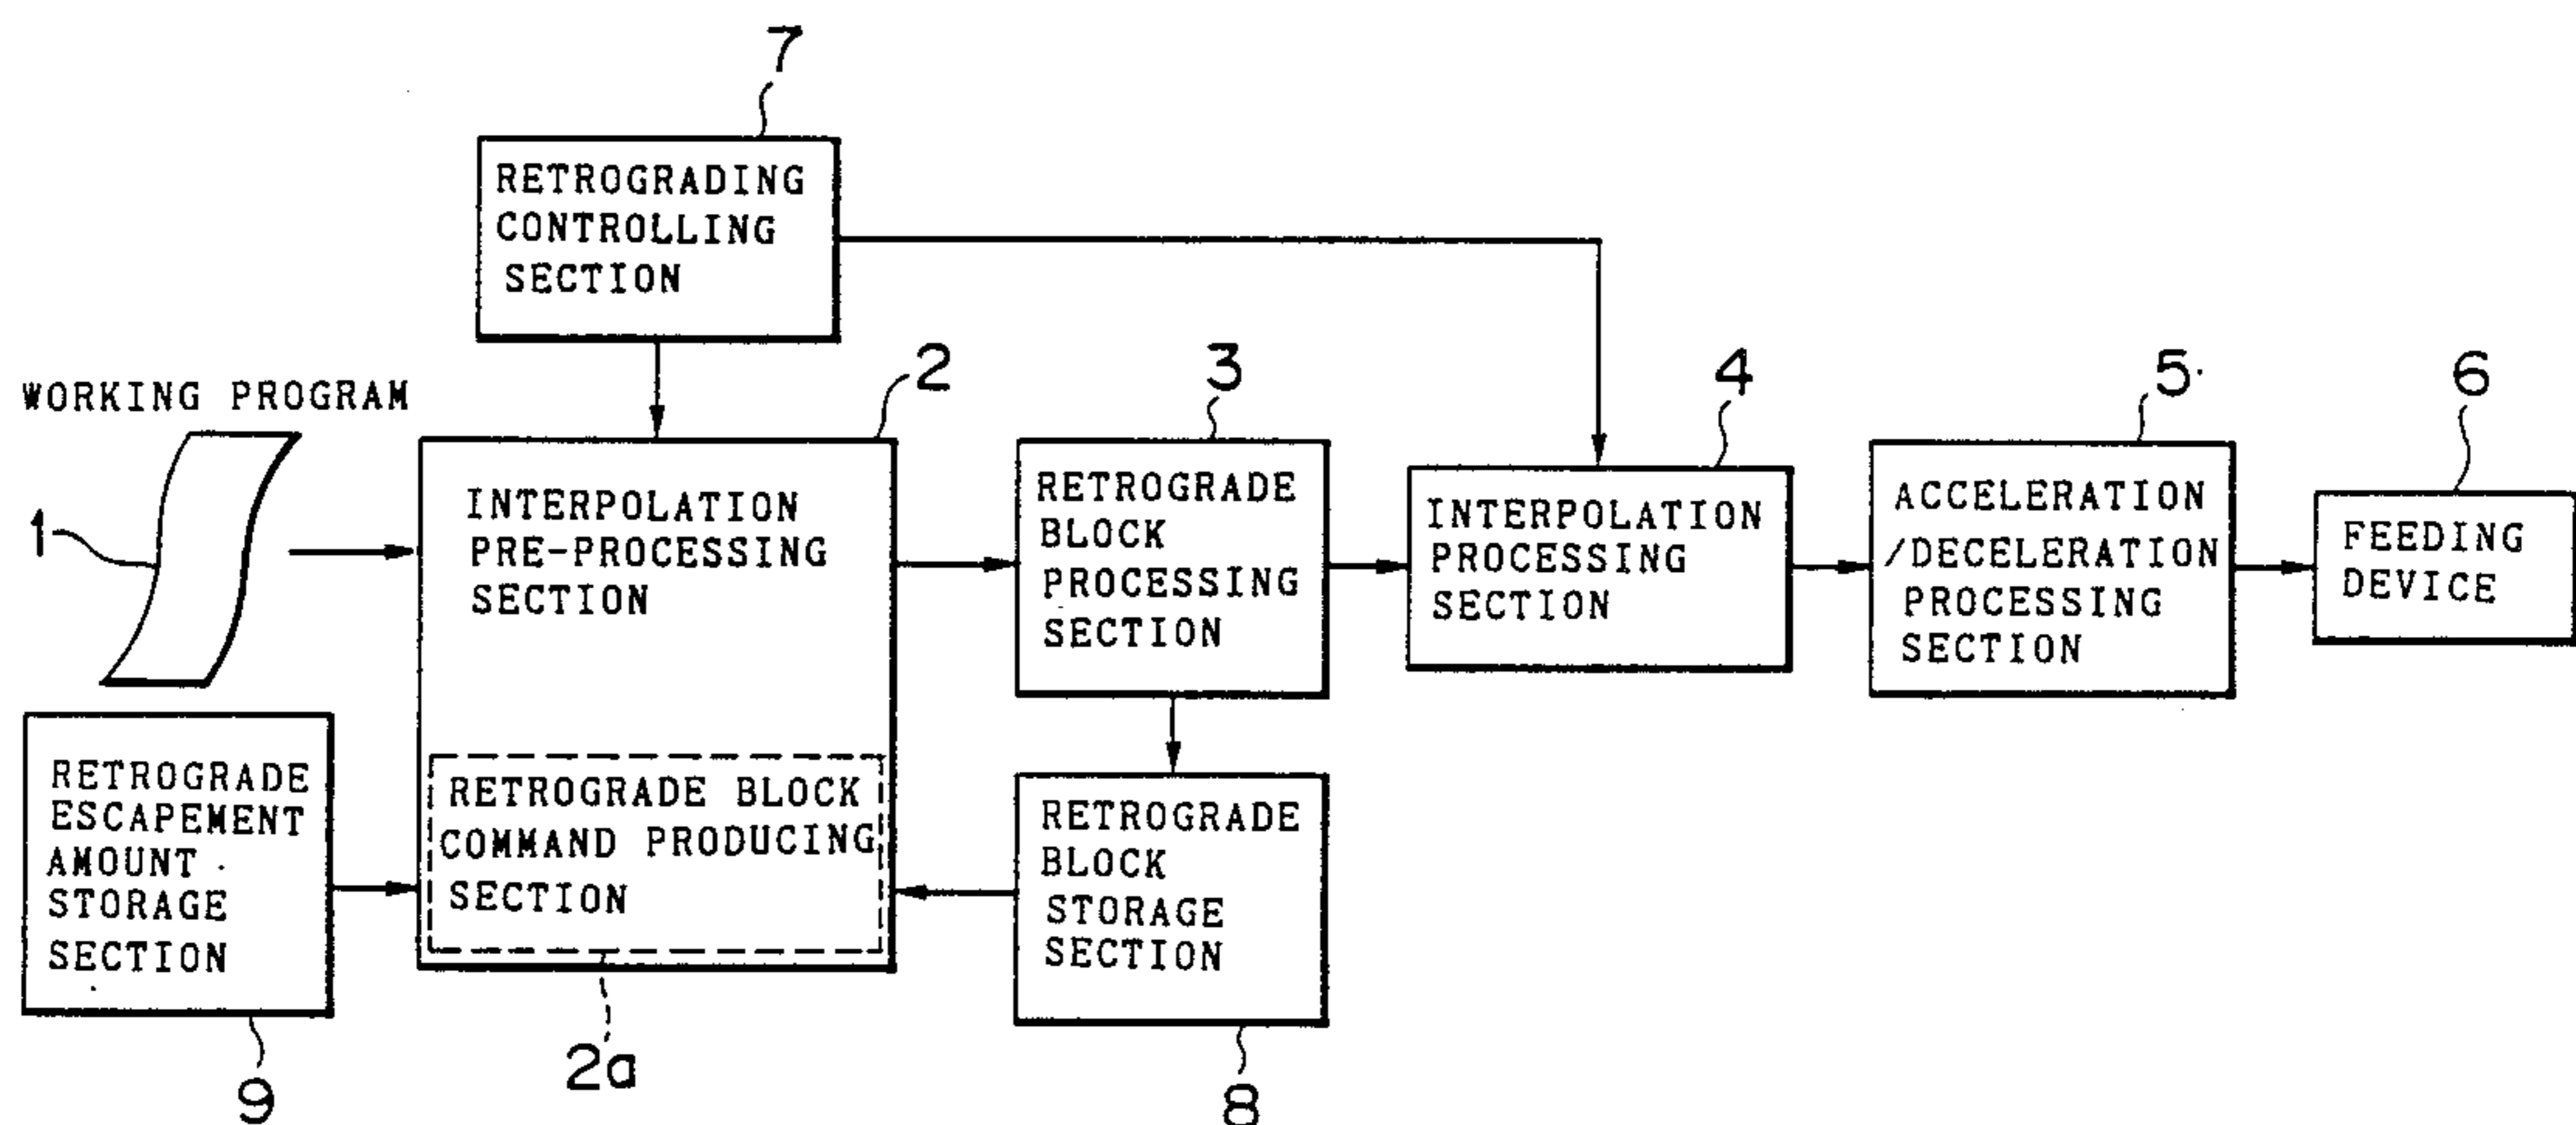 7
RETROGRADING
CONTROLLING
SECTION
WORKING PROGRAM
1
2
INTERPOLATION
PRE-PROCESSING
SECTION
RETROGRADE BLOCK
COMMAND PRODUCING
SECTION
2a
3
RETROGRADE
BLOCK
PROCESSING
SECTION
4
INTERPOLATION
PROCESSING
SECTION
5
ACCELERATION
/DECELERATION
PROCESSING
SECTION
6
FEEDING
DEVICE
RETROGRADE
ESCAPEMENT
AMOUNT
STORAGE
SECTION
9
RETROGRADE
BLOCK
STORAGE
SECTION
8